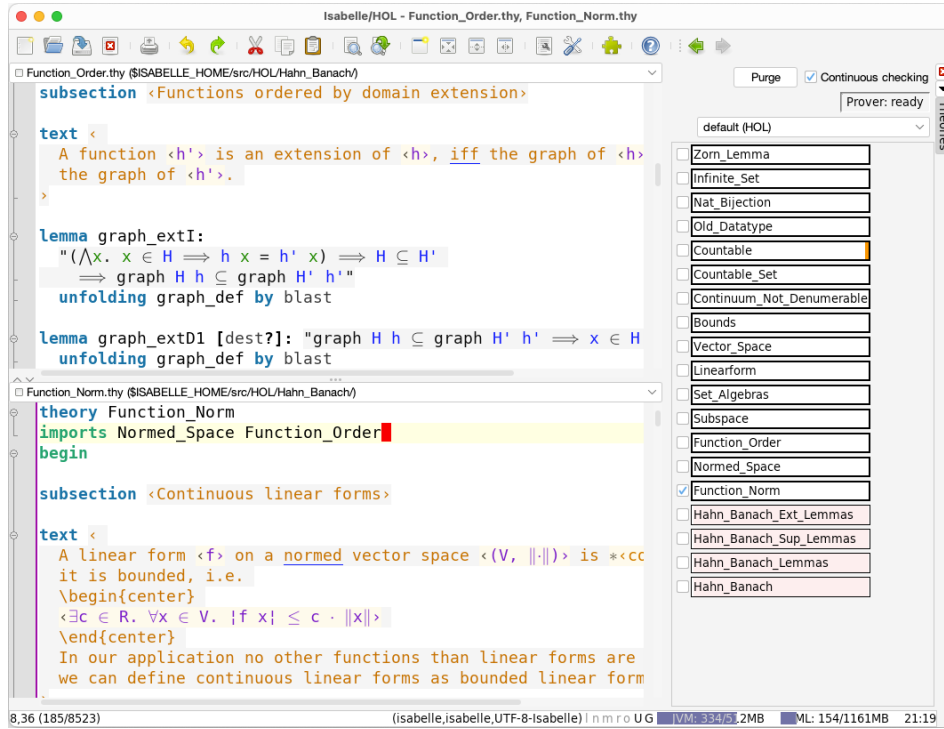 Isabelle/HOL - Function_Order.thy, Function_Norm.thy
Function_Order.thy ($ISABELLE_HOME/src/HOL/Hahn_Banach/)
subsection ‹Functions ordered by domain extension›
text ‹
A function ‹h'› is an extension of ‹h›, iff the graph of ‹h›
the graph of ‹h'›.
›
lemma graph_extI:
"(⋀x. x ∈ H ⟹ h x = h' x) ⟹ H ⊆ H'
⟹ graph H h ⊆ graph H' h'"
unfolding graph_def by blast
lemma graph_extD1 [dest?]: "graph H h ⊆ graph H' h' ⟹ x ∈ H
unfolding graph_def by blast
Function_Norm.thy ($ISABELLE_HOME/src/HOL/Hahn_Banach/)
theory Function_Norm
imports Normed_Space Function_Order
begin
subsection ‹Continuous linear forms›
text ‹
A linear form ‹f› on a normed vector space ‹(V, ∥·∥)› is *‹co
it is bounded, i.e.
\begin{center}
‹∃c ∈ R. ∀x ∈ V. ¦f x¦ ≤ c · ∥x∥›
\end{center}
In our application no other functions than linear forms are
we can define continuous linear forms as bounded linear form
Purge
Continuous checking
Prover: ready
default (HOL)
Theories
Zorn_Lemma
Infinite_Set
Nat_Bijection
Old_Datatype
Countable
Countable_Set
Continuum_Not_Denumerable
Bounds
Vector_Space
Linearform
Set_Algebras
Subspace
Function_Order
Normed_Space
Function_Norm
Hahn_Banach_Ext_Lemmas
Hahn_Banach_Sup_Lemmas
Hahn_Banach_Lemmas
Hahn_Banach
8,36 (185/8523)
(isabelle,isabelle,UTF-8-Isabelle) | n m r o U G
JVM: 334/512MB
ML: 154/1161MB
21:19